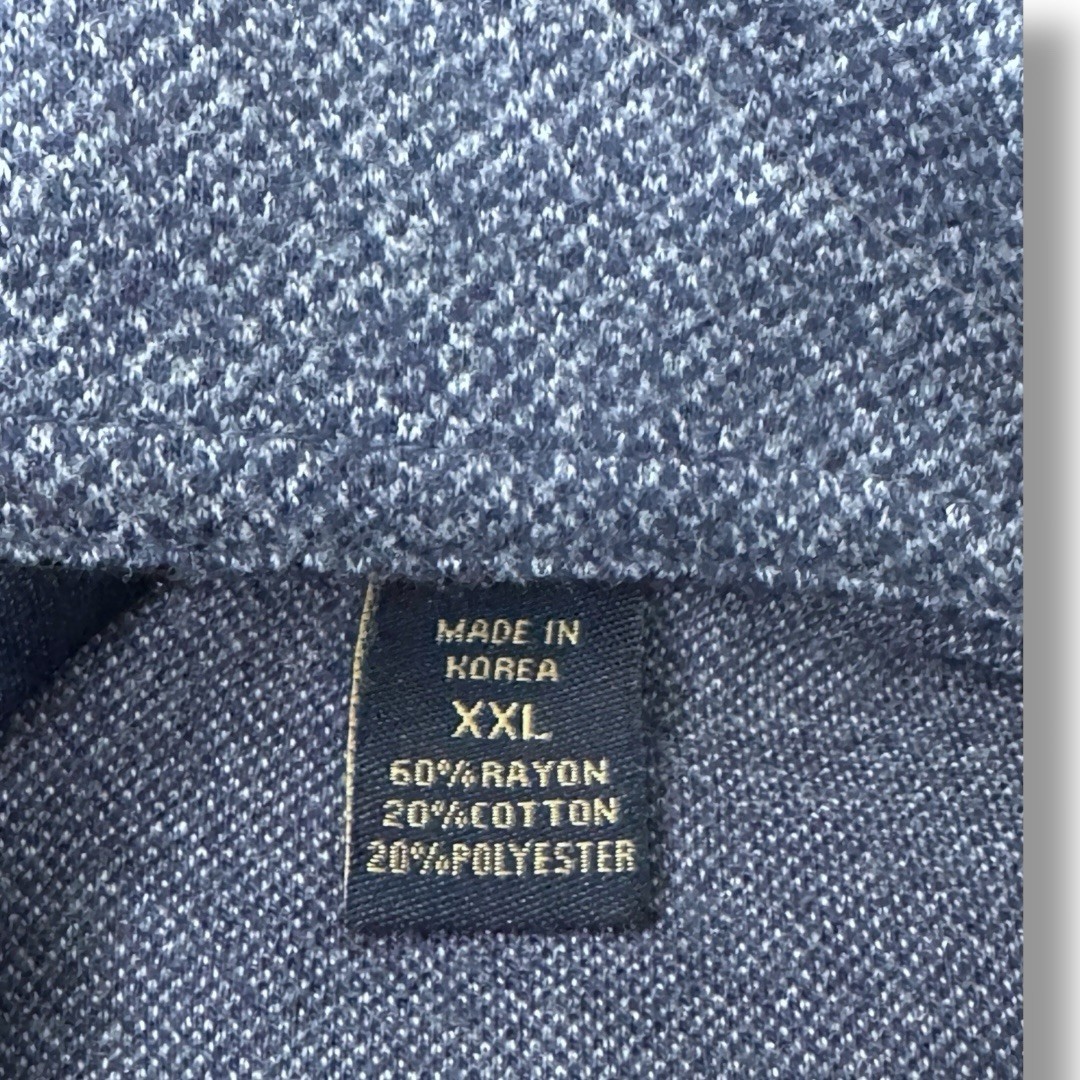 MADE IN
KOREA
XXL
60%RAYON
20%COTTON
20%POLYESTER